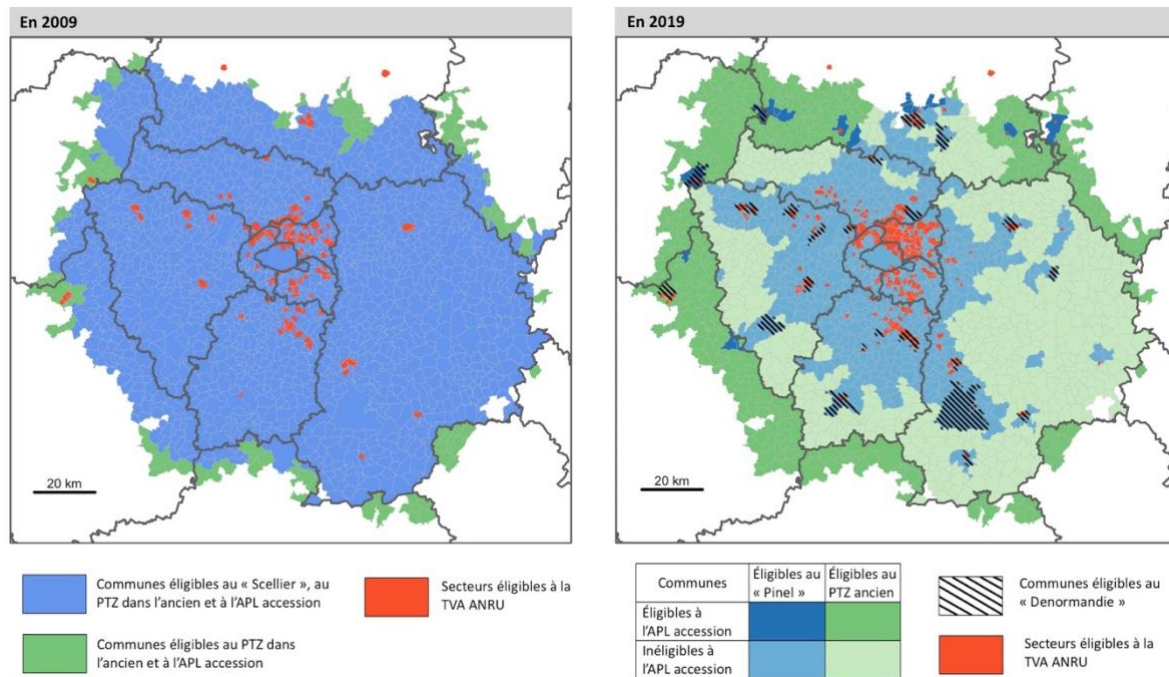 En 2009
20 km
Communes éligibles au « Scellier », au
PTZ dans l'ancien et à l'APL accession
Communes éligibles au PTZ dans
l'ancien et à l'APL accession
Secteurs éligibles à la
TVA ANRU
En 2019
20 km
Communes
Éligibles au
« Pinel »
Éligibles au
PTZ ancien
Éligibles à
l'APL accession
Inéligibles à
l'APL accession
Communes éligibles au
« Denormandie »
Secteurs éligibles à la
TVA ANRU